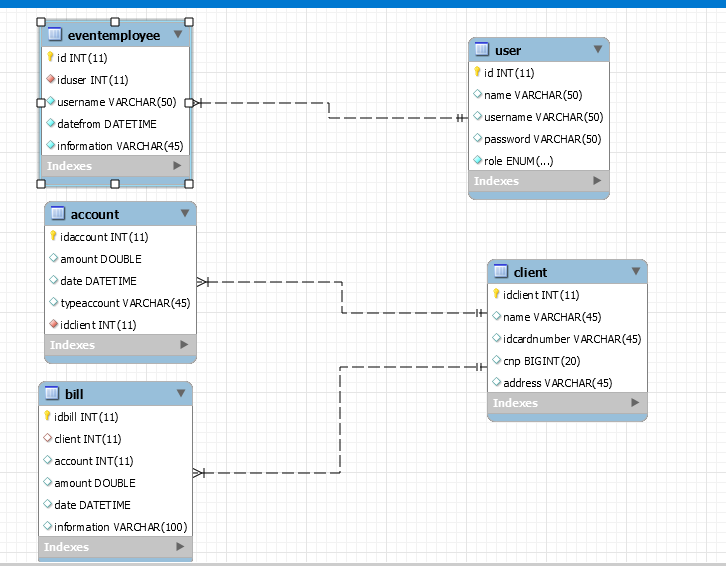 eventemployee
id INT(11)
iduser INT(11)
username VARCHAR(50)
datefrom DATETIME
information VARCHAR(45)
Indexes
user
id INT(11)
name VARCHAR(50)
username VARCHAR(50)
password VARCHAR(50)
role ENUM(...)
Indexes
account
idaccount INT(11)
amount DOUBLE
date DATETIME
typeaccount VARCHAR(45)
idclient INT(11)
Indexes
client
idclient INT(11)
name VARCHAR(45)
idcardnumber VARCHAR(45)
cnp BIGINT(20)
address VARCHAR(45)
Indexes
bill
idbill INT(11)
client INT(11)
account INT(11)
amount DOUBLE
date DATETIME
information VARCHAR(100)
Indexes